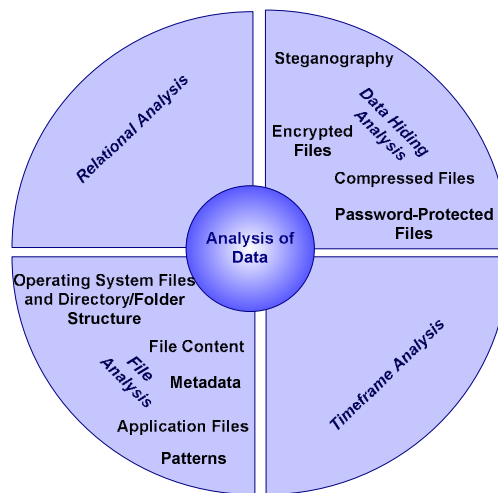 Relational Analysis
Steganography
Data Hiding
Analysis
Encrypted
Files
Compressed Files
Password-Protected
Files
Analysis of
Data
Operating System Files
and Directory/Folder
Structure
File Content
File
Analysis
Metadata
Application Files
Patterns
Timeframe Analysis